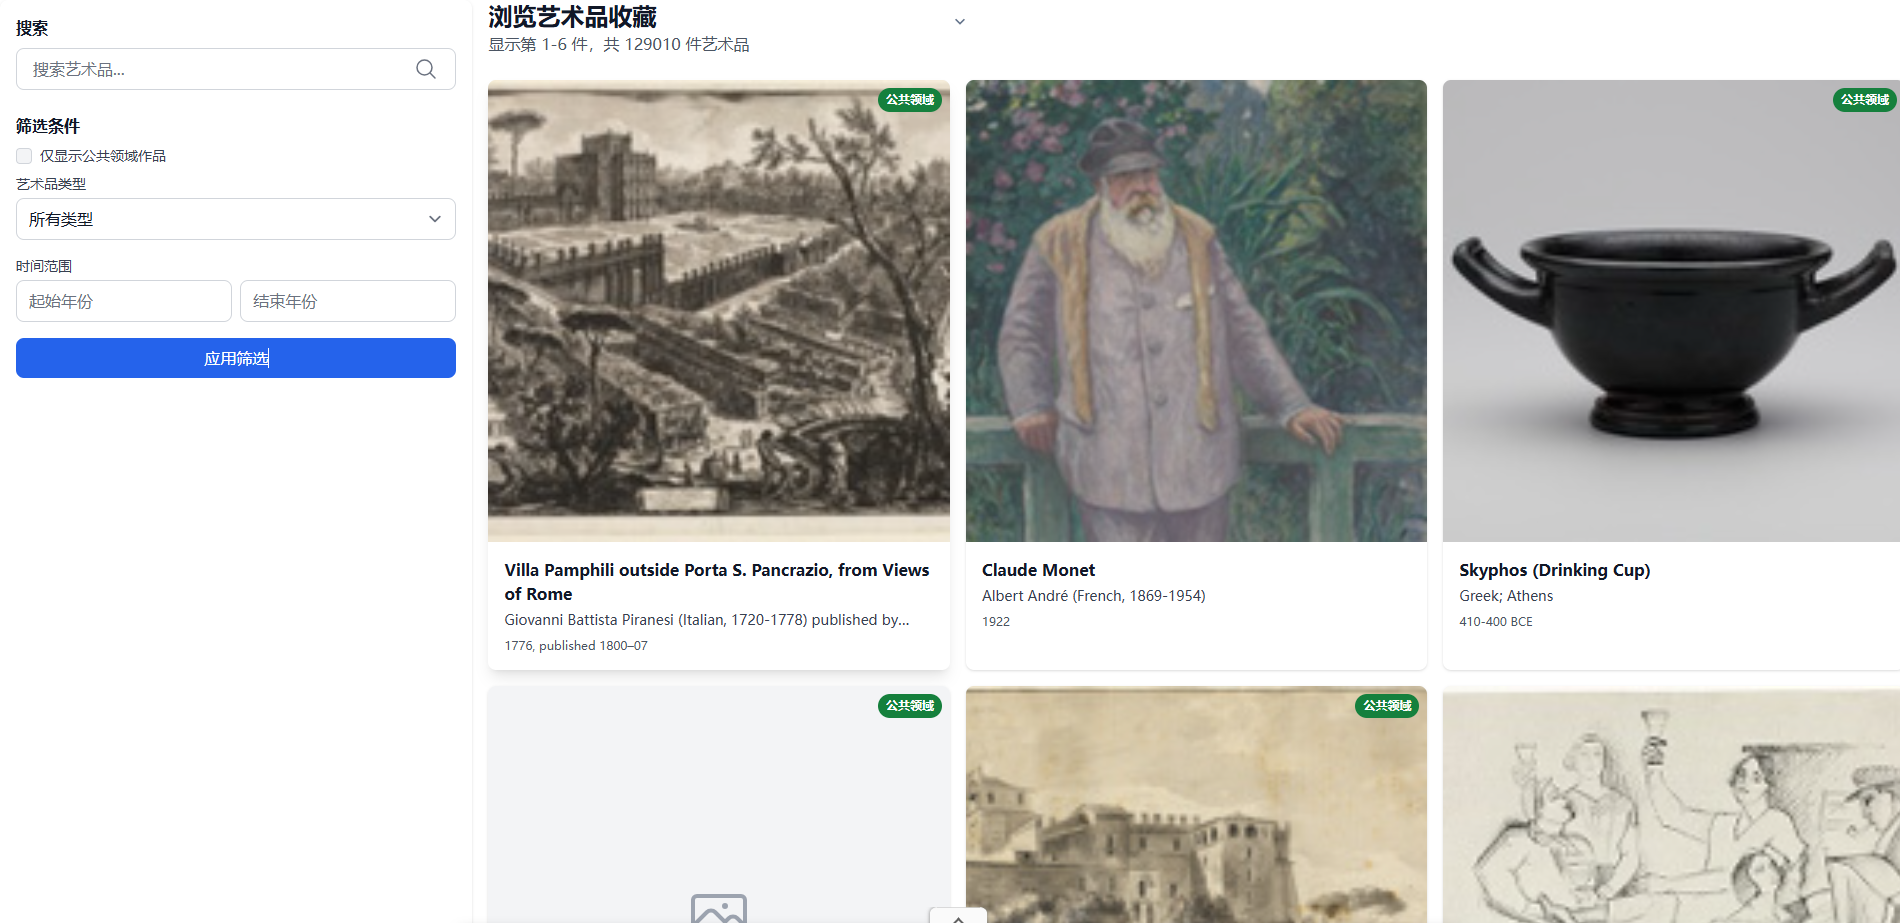 搜索
搜索艺术品...
筛选条件
仅显示公共领域作品
艺术品类型
所有类型
时间范围
起始年份
结束年份
应用筛选
浏览艺术品收藏
显示第 1-6 件，共 129010 件艺术品
公共领域
Villa Pamphili outside Porta S. Pancrazio, from Views
of Rome
Giovanni Battista Piranesi (Italian, 1720-1778) published by...
1776, published 1800–07
Claude Monet
Albert André (French, 1869-1954)
1922
公共领域
Skyphos (Drinking Cup)
Greek; Athens
410-400 BCE
公共领域
公共领域